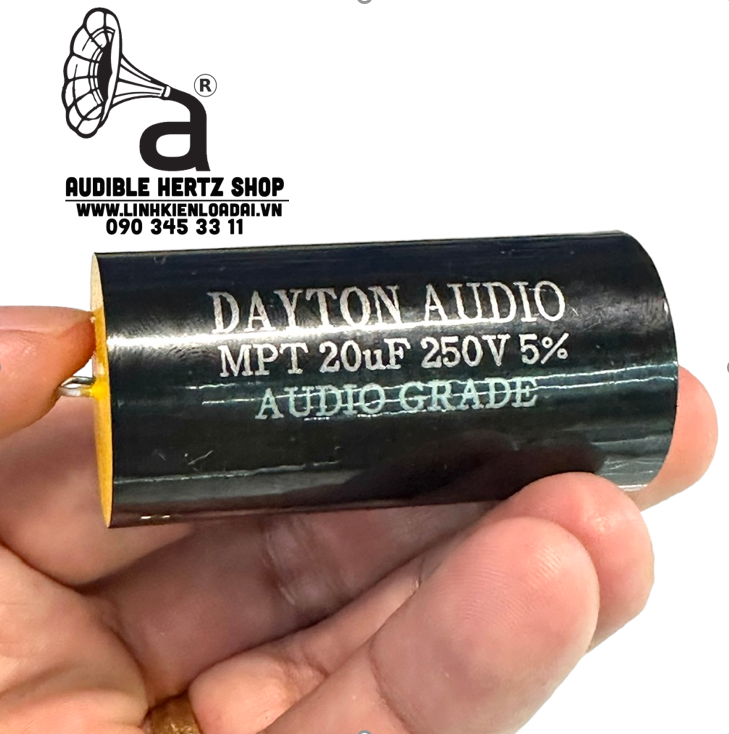 a®
AUDIBLE HERTZ SHOP
WWW.LINHKIENLOADAI.VN
090 345 33 11
DAYTON AUDIO
MPT 20uF 250V 5%
AUDIO GRADE